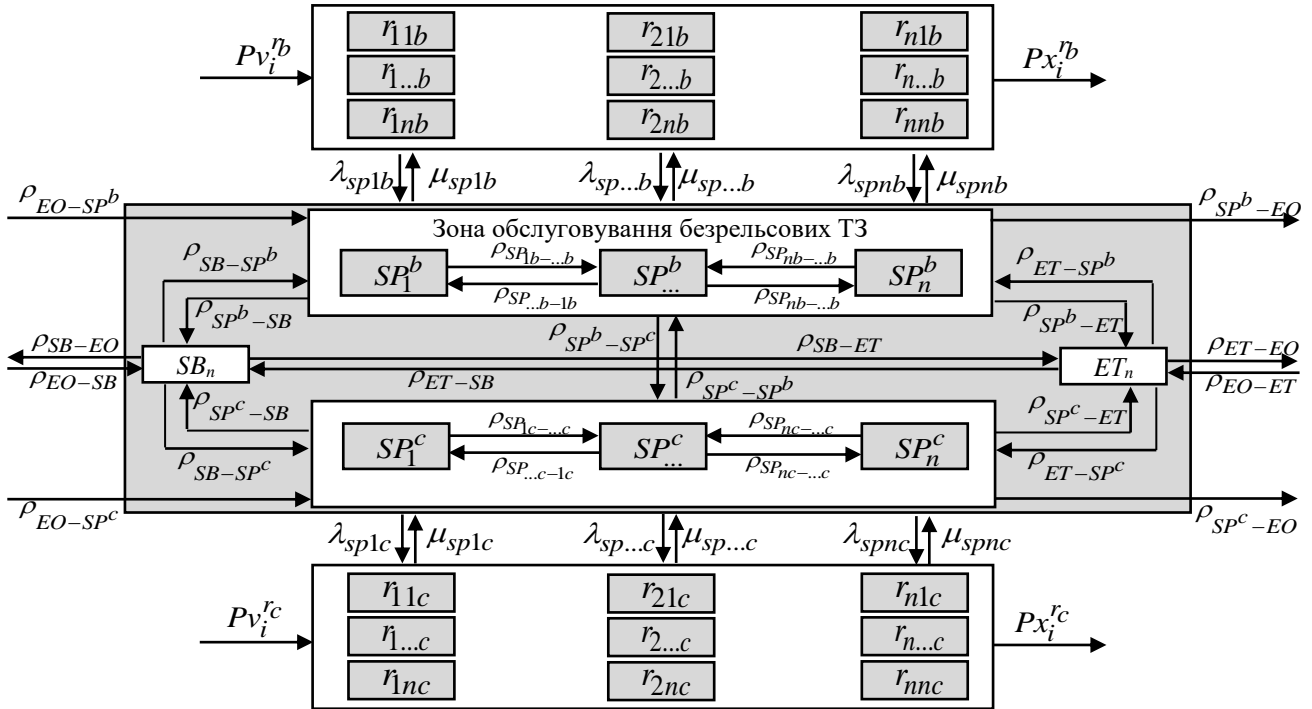 r₁₁b r₂₁b rₙ₁b
Pvᵢʳᵇ r₁...b r₂...b rₙ...b Pxᵢʳᵇ
r₁nb r₂nb rₙnb
λsp1b μsp1b λsp...b μsp...b λspnb μspnb
ρEO−SPᵇ ρSPᵇ−EO
Зона обслуговування безрельсових ТЗ
ρSB−SPᵇ ρSP1b−...b ρSPnb−...b ρET−SPᵇ
SP₁ᵇ SP...ᵇ SPₙᵇ
ρSP...b−1b ρSPnb−...b
ρSPᵇ−SB ρSPᵇ−SPᶜ ρSPᵇ−ET
ρSB−EO ρSB−ET ρET−EO
SBₙ ETₙ
ρEO−SB ρET−SB ρSPᶜ−SPᵇ ρEO−ET
ρSPᶜ−SB ρSP1c−...c ρSPnc−...c ρSPᶜ−ET
SP₁ᶜ SP...ᶜ SPₙᶜ
ρSB−SPᶜ ρSP...c−1c ρSPnc−...c ρET−SPᶜ
ρEO−SPᶜ ρSPᶜ−EO
λsp1c μsp1c λsp...c μsp...c λspnc μspnc
r₁₁c r₂₁c rₙ₁c
Pvᵢʳᶜ r₁...c r₂...c rₙ...c Pxᵢʳᶜ
r₁nc r₂nc rₙnc